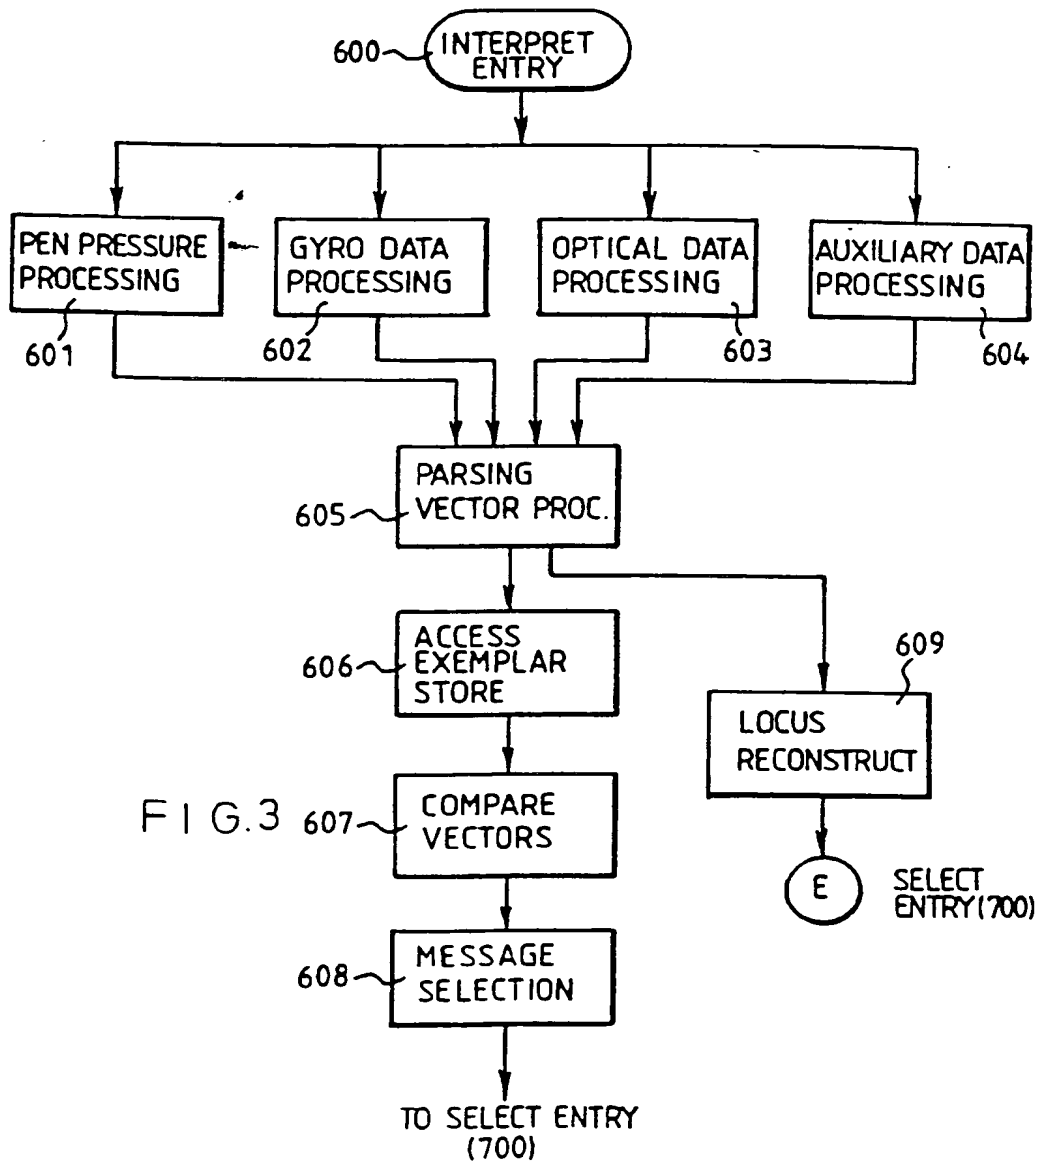 600
INTERPRET
ENTRY
PEN PRESSURE
PROCESSING
601
GYRO DATA
PROCESSING
602
OPTICAL DATA
PROCESSING
603
AUXILIARY DATA
PROCESSING
604
PARSING
VECTOR PROC.
605
ACCESS
EXEMPLAR
STORE
606
609
LOCUS
RECONSTRUCT
FIG.3
COMPARE
VECTORS
607
E
SELECT
ENTRY(700)
MESSAGE
SELECTION
608
TO SELECT ENTRY
(700)